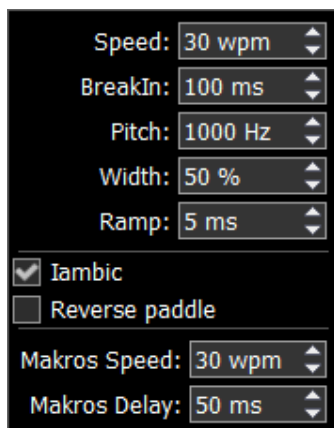 Speed: 30 wpm
BreakIn: 100 ms
Pitch: 1000 Hz
Width: 50 %
Ramp: 5 ms
Iambic
Reverse paddle
Makros Speed: 30 wpm
Makros Delay: 50 ms